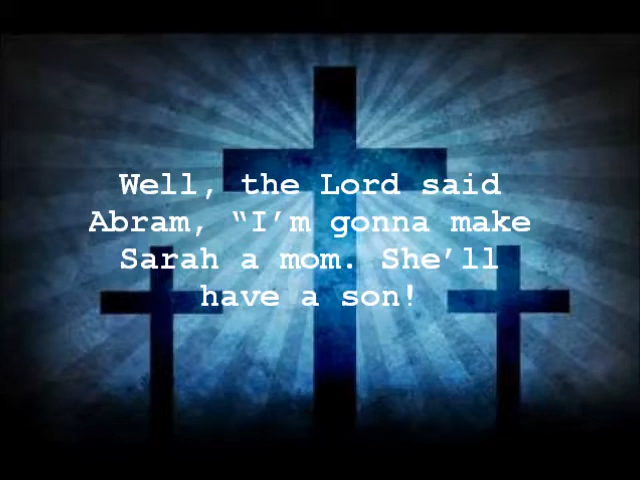 Well, the Lord said
Abram, “I’m gonna make
Sarah a mom. She’ll
have a son!